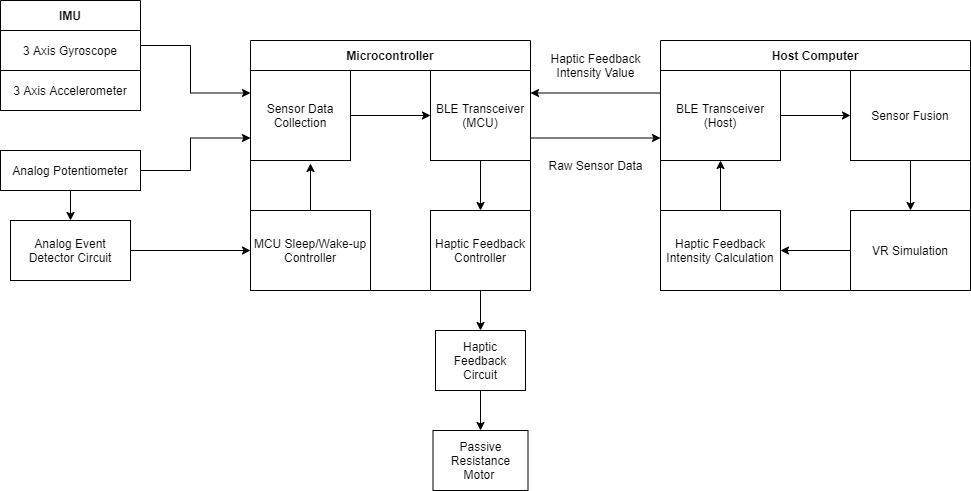 IMU
3 Axis Gyroscope
3 Axis Accelerometer
Analog Potentiometer
Analog Event
Detector Circuit
Microcontroller
Sensor Data
Collection
BLE Transceiver
(MCU)
MCU Sleep/Wake-up
Controller
Haptic Feedback
Controller
Haptic
Feedback
Circuit
Passive
Resistance
Motor
Haptic Feedback
Intensity Value
Raw Sensor Data
Host Computer
BLE Transceiver
(Host)
Sensor Fusion
Haptic Feedback
Intensity Calculation
VR Simulation